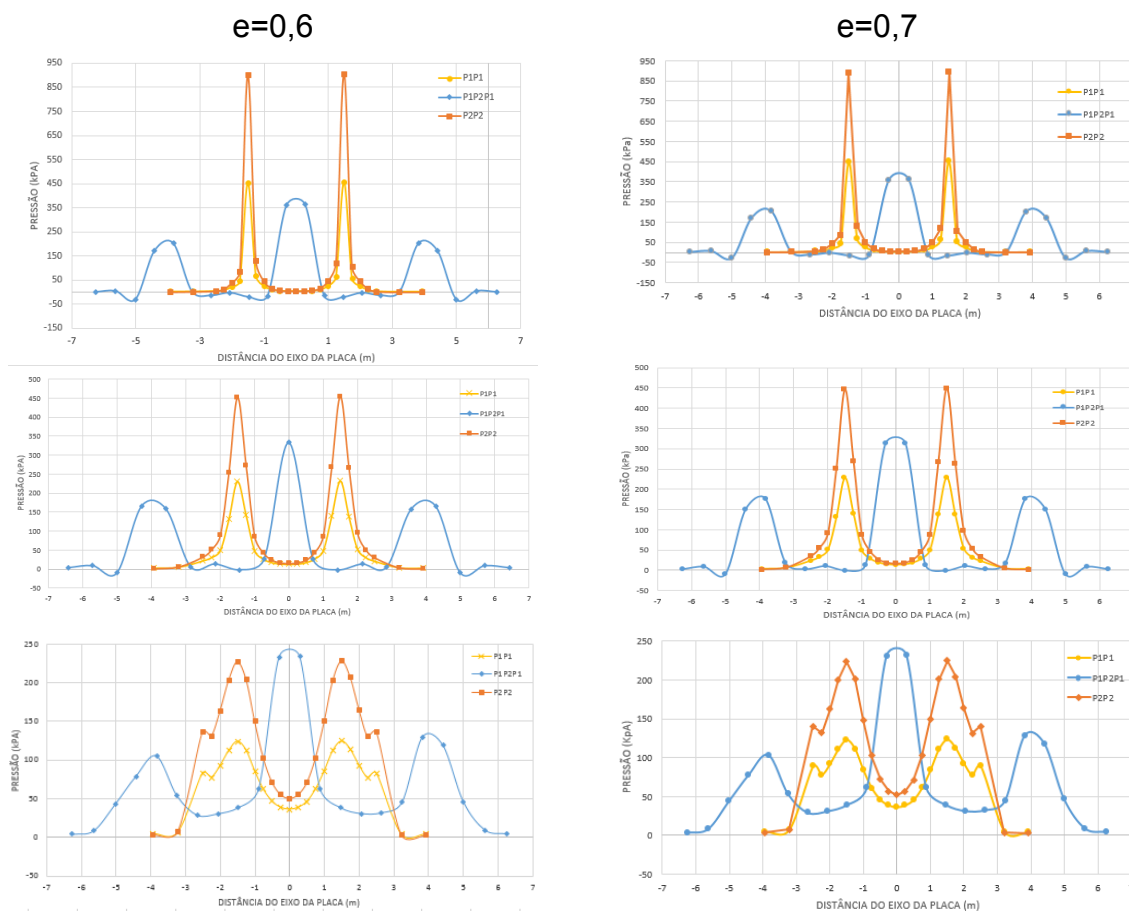 e=0,6
e=0,7
950
850
750
650
550
450
350
250
150
50
-50
-150
PRESSÃO (kPA)
P1P1
P1P2P1
P2P2
-7 -5 -3 -1 1 3 5 7
DISTÂNCIA DO EIXO DA PLACA (m)
950
850
750
650
550
450
350
250
150
50
-50
-150
PRESSÃO (kPa)
P1P1
P1P2P1
P2P2
-7 -6 -5 -4 -3 -2 -1 0 1 2 3 4 5 6
DISTÂNCIA DO EIXO DA PLACA (m)
500
450
400
350
300
250
200
150
100
50
0
-50
PRESSÃO (kPa)
P1P1
P1P2P1
P2P2
-7 -6 -5 -4 -3 -2 -1 0 1 2 3 4 5 6 7
DISTÂNCIA DO EIXO DA PLACA (m)
500
450
400
350
300
250
200
150
100
50
0
-50
PRESSÃO (kPa)
P1P1
P1P2P1
P2P2
-7 -6 -5 -4 -3 -2 -1 0 1 2 3 4 5 6
DISTÂNCIA DO EIXO DA PLACA (m)
250
200
150
100
50
0
-50
PRESSÃO (kPA)
P1P1
P1P2P1
P2P2
-7 -6 -5 -4 -3 -2 -1 0 1 2 3 4 5 6 7
DISTÂNCIA DO EIXO DA PLACA (m)
250
200
150
100
50
0
-50
PRESSÃO (KpA)
P1P1
P1P2P1
P2P2
-7 -6 -5 -4 -3 -2 -1 0 1 2 3 4 5 6
DISTÂNCIA DO EIXO DA PLACA (m)